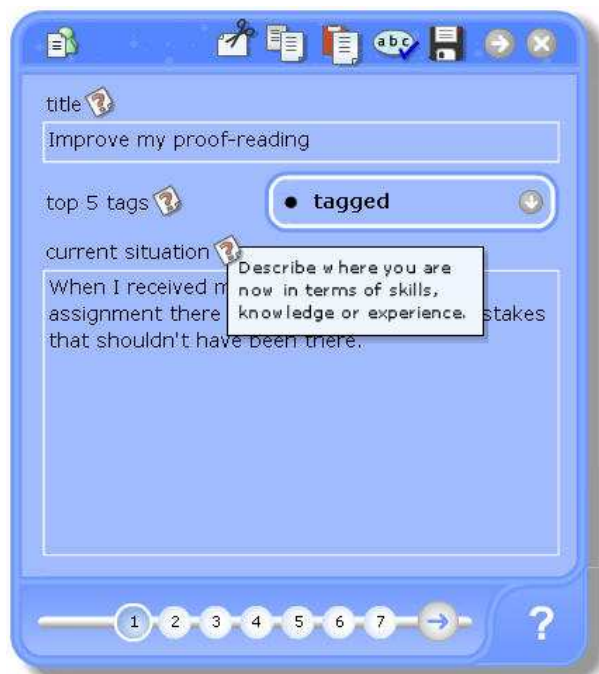 abc
title
Improve my proof-reading
top 5 tags
• tagged
current situation
Describe where you are
now in terms of skills,
knowledge or experience.
When I received m
assignment there stakes
that shouldn't have been there.
1 2 3 4 5 6 7
?